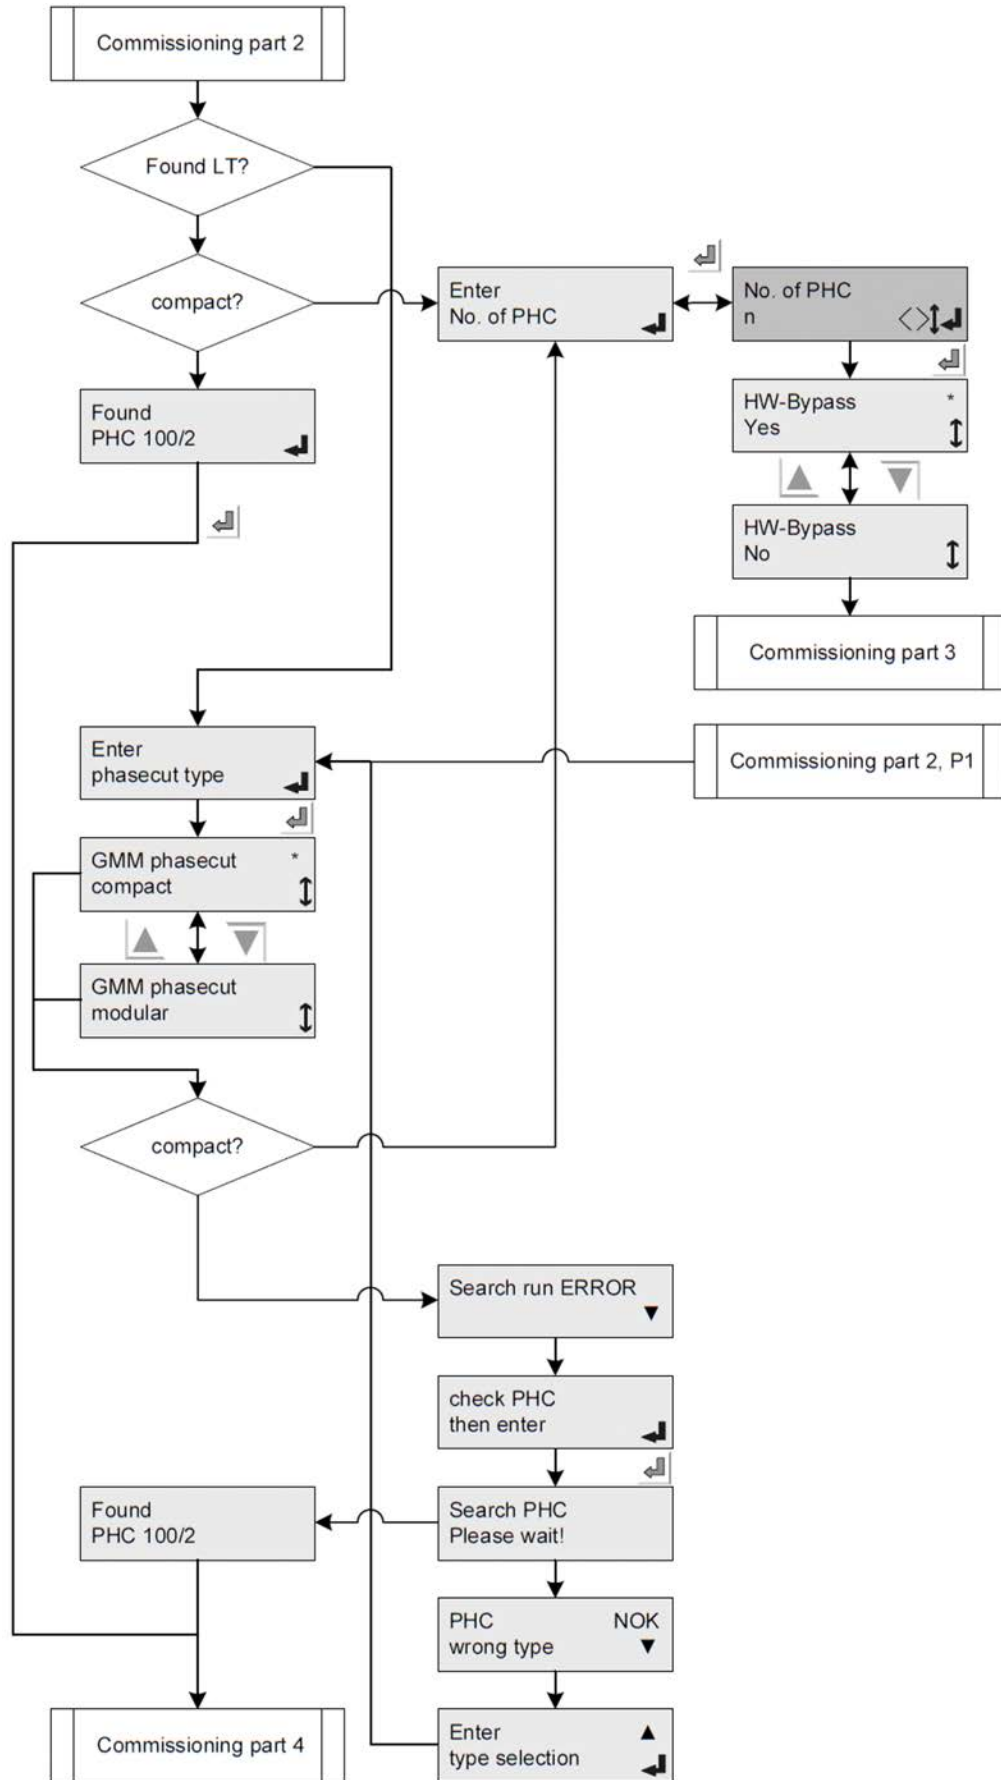 Commissioning part 2
Found LT?
compact?
Enter
No. of PHC
No. of PHC
n
Found
PHC 100/2
HW-Bypass *
Yes
HW-Bypass
No
Commissioning part 3
Enter
phasecut type
Commissioning part 2, P1
GMM phasecut *
compact
GMM phasecut
modular
compact?
Search run ERROR
check PHC
then enter
Found
PHC 100/2
Search PHC
Please wait!
PHC NOK
wrong type
Commissioning part 4
Enter
type selection